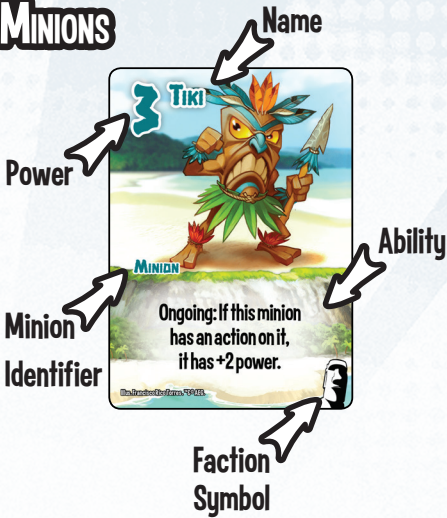 MINIONS
Name
3 TIKI
Power
MINION
Ability
Ongoing: If this minion
has an action on it,
it has +2 power.
Minion
Identifier
Faction
Symbol